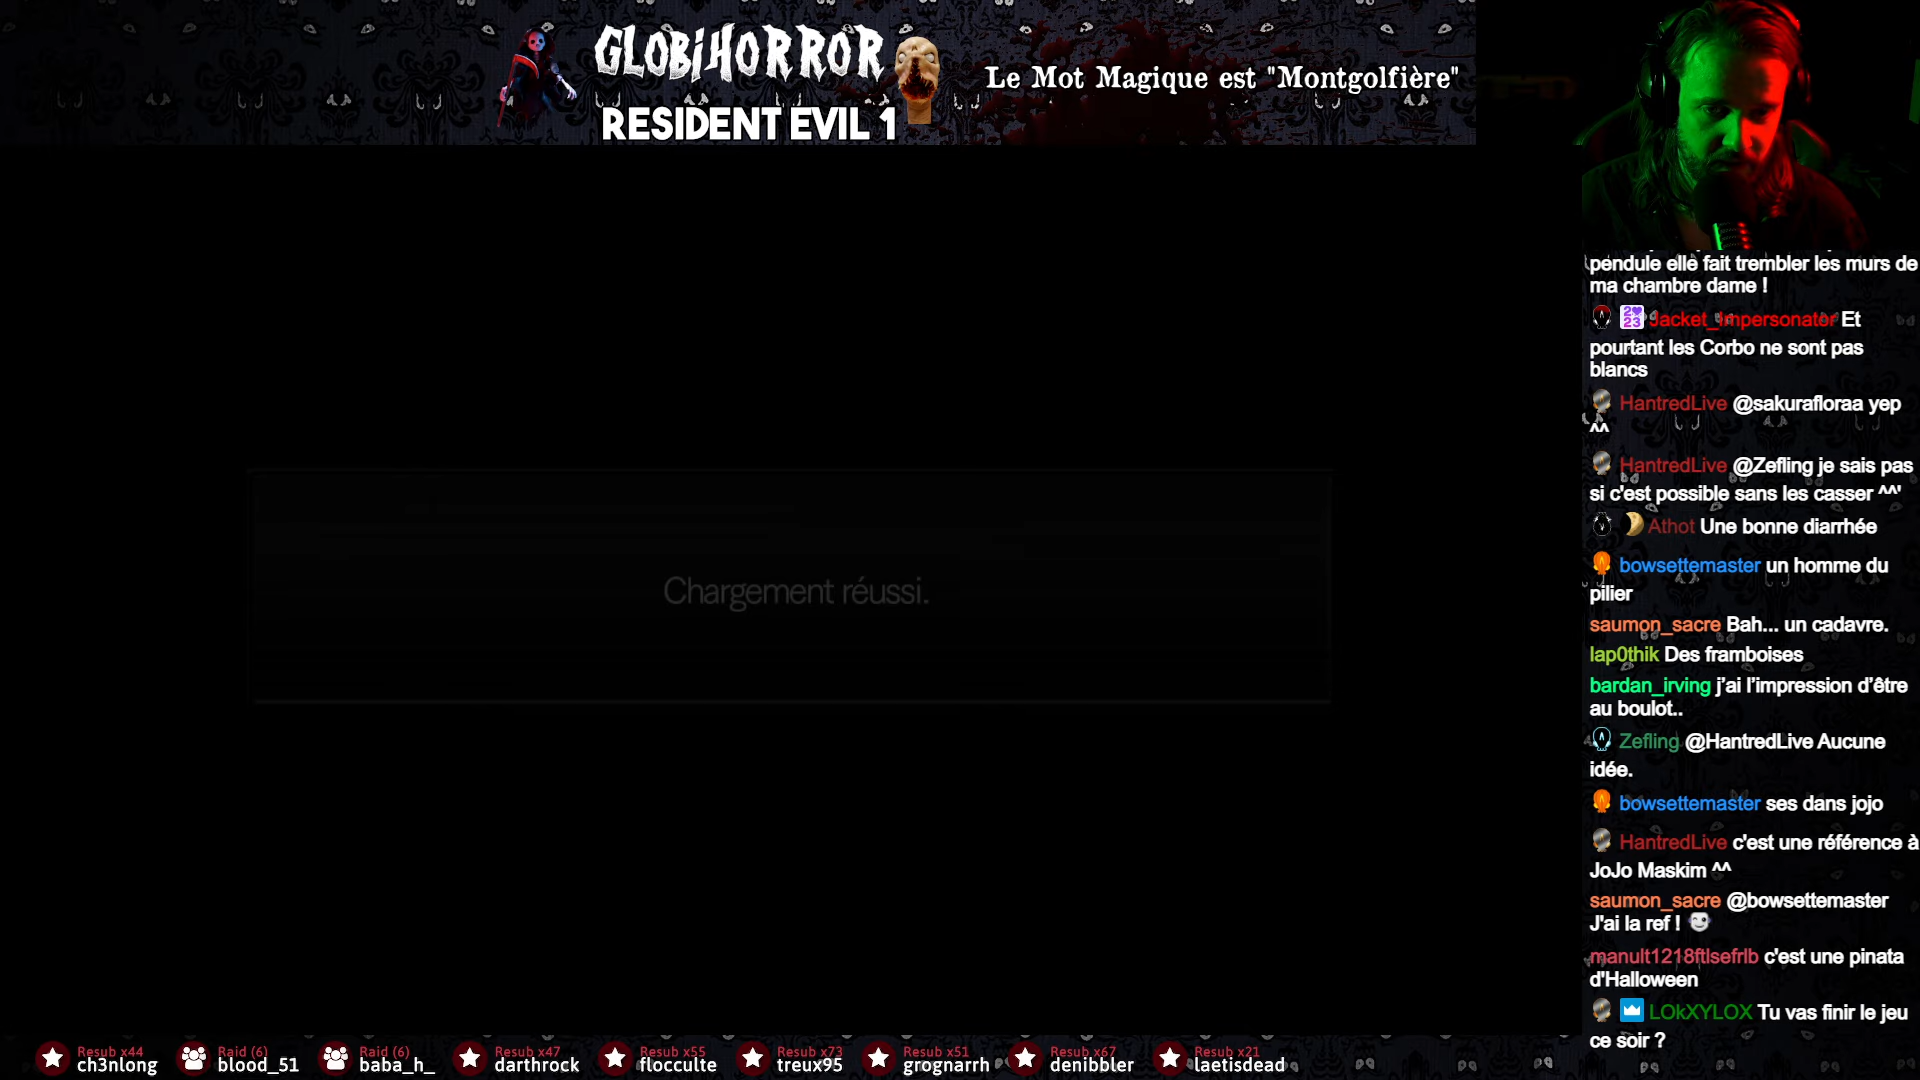 GLOBiHORROR
RESIDENT EVIL 1
Le Mot Magique est "Montgolfière"
Chargement réussi.
pendule elle fait trembler les murs de
ma chambre dame !
Jacket_Impersonator Et
pourtant les Corbo ne sont pas
blancs
HantredLive @sakurafloraa yep
^^
HantredLive @Zefling je sais pas
si c'est possible sans les casser ^^'
Athot Une bonne diarrhée
bowsettemaster un homme du
pilier
saumon_sacre Bah... un cadavre.
lap0thik Des framboises
bardan_irving j'ai l'impression d'être
au boulot..
Zefling @HantredLive Aucune
idée.
bowsettemaster ses dans jojo
HantredLive c'est une référence à
JoJo Maskim ^^
saumon_sacre @bowsettemaster
J'ai la ref !
manult1218ftlsefrlb c'est une pinata
d'Halloween
LOkXYLOX Tu vas finir le jeu
ce soir ?
Resub x44
ch3nlong
Raid (6)
blood_51
Raid (6)
baba_h_
Resub x47
darthrock
Resub x55
flocculte
Resub x73
treux95
Resub x51
grognarrh
Resub x67
denibbler
Resub x21
laetisdead